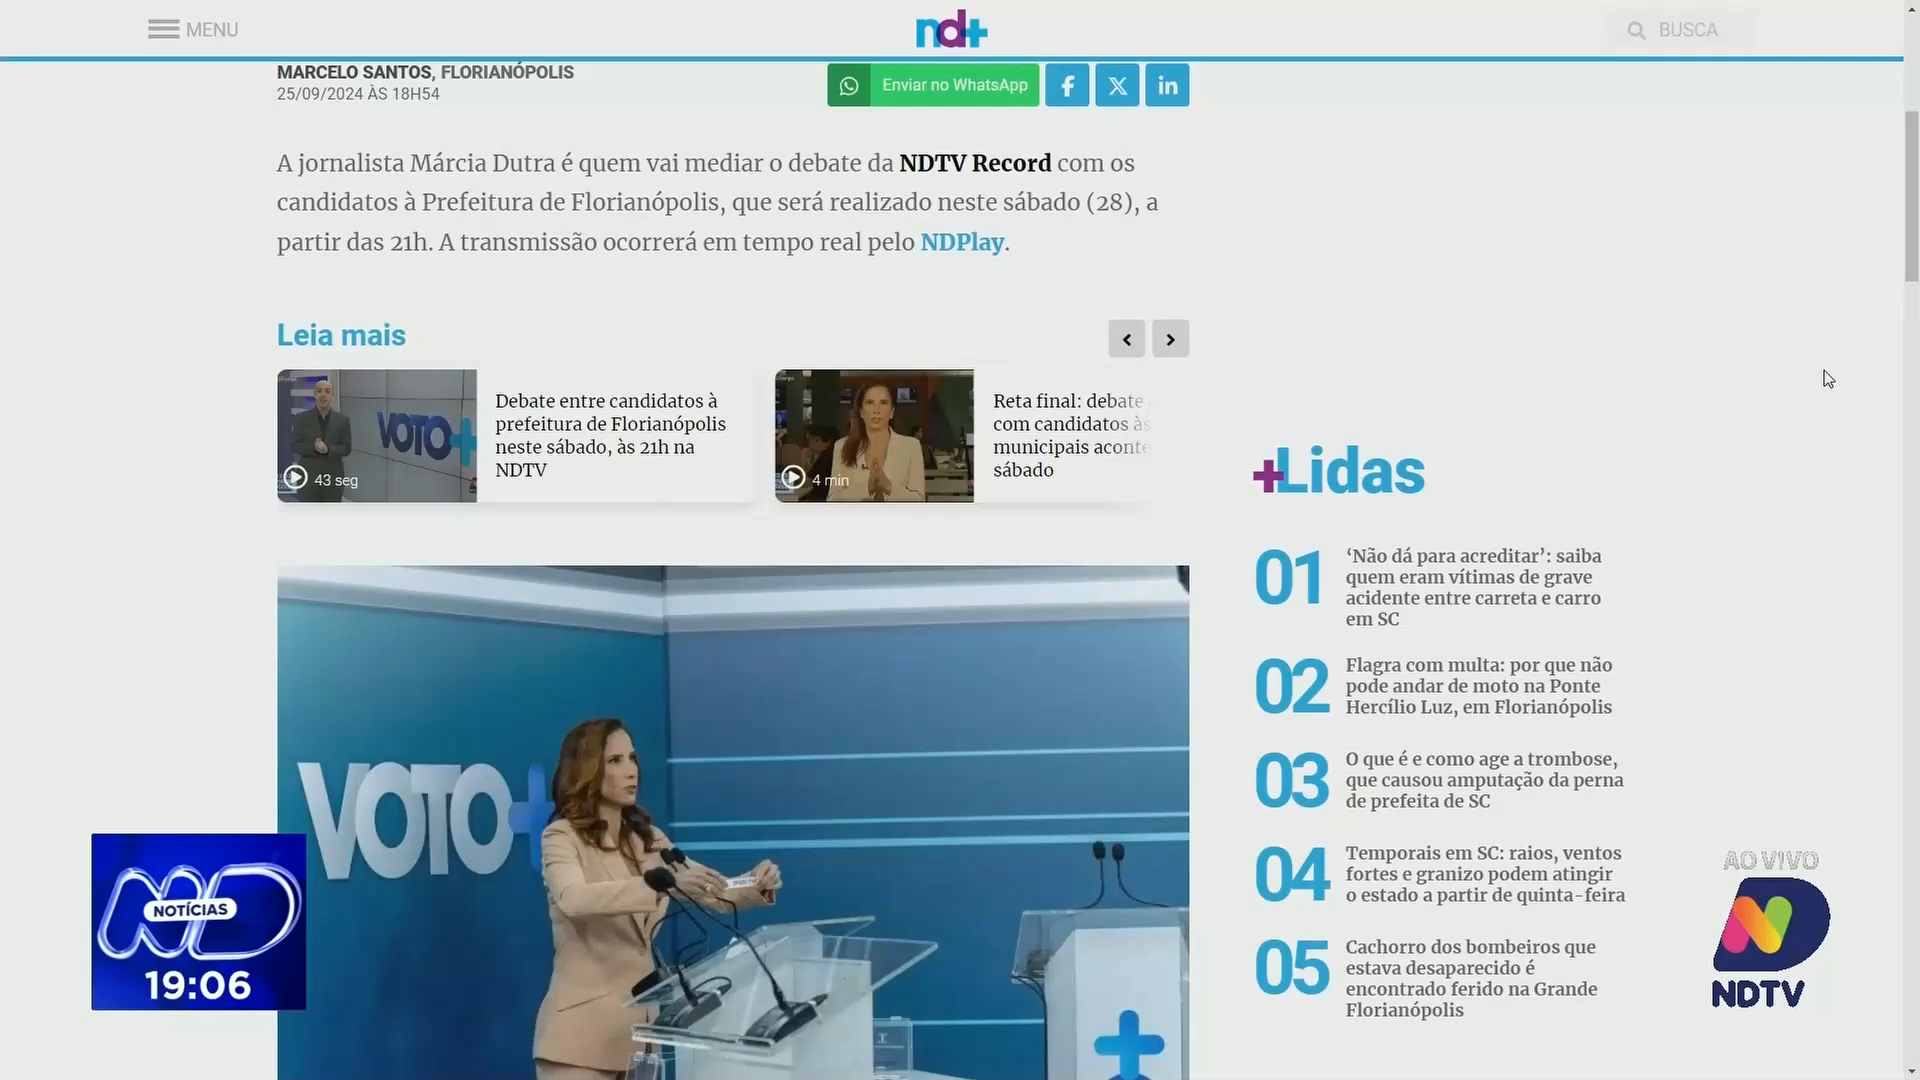 MENU
nd+
BUSCA
MARCELO SANTOS, FLORIANÓPOLIS
25/09/2024 ÀS 18H54
Enviar no WhatsApp
A jornalista Márcia Dutra é quem vai mediar o debate da NDTV Record com os
candidatos à Prefeitura de Florianópolis, que será realizado neste sábado (28), a
partir das 21h. A transmissão ocorrerá em tempo real pelo NDPlay.
Leia mais
VOTO+
43 seg
Debate entre candidatos à
prefeitura de Florianópolis
neste sábado, às 21h na
NDTV
4 min
Reta final: debate
com candidatos às
municipais aconte
sábado
VOTO+
+Lidas
01
‘Não dá para acreditar’: saiba
quem eram vítimas de grave
acidente entre carreta e carro
em SC
02
Flagra com multa: por que não
pode andar de moto na Ponte
Hercílio Luz, em Florianópolis
03
O que é e como age a trombose,
que causou amputação da perna
de prefeita de SC
04
Temporais em SC: raios, ventos
fortes e granizo podem atingir
o estado a partir de quinta-feira
05
Cachorro dos bombeiros que
estava desaparecido é
encontrado ferido na Grande
Florianópolis
ND
NOTÍCIAS
19:06
AO VIVO
NDTV